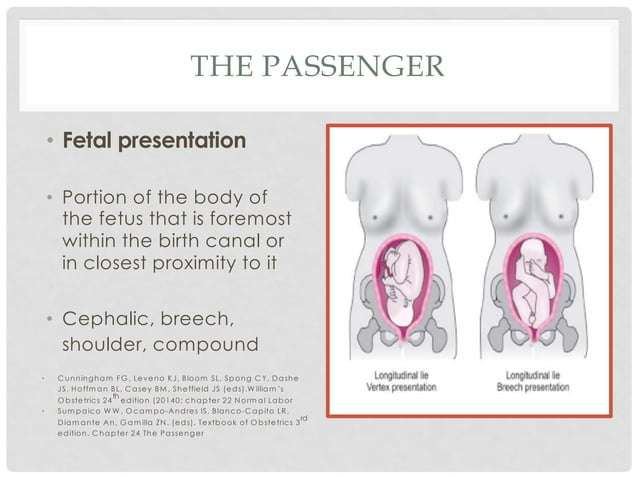 THE PASSENGER
• Fetal presentation
• Portion of the body of
the fetus that is foremost
within the birth canal or
in closest proximity to it
• Cephalic, breech,
shoulder, compound
• Cunningham FG, Leveno KJ, Bloom SL, Spong CY, Dashe
JS, Hoffman BL, Casey BM, Sheffield JS (eds).William's
Obstetrics 24th edition (20140; chapter 22 Normal Labor
• Sumpaico WW, Ocampo-Andres IS, Blanco-Capito LR,
Diamante An, Gamilla ZN. (eds). Textbook of Obstetrics 3rd
edition. Chapter 24 The Passenger
Longitudinal lie
Vertex presentation
Longitudinal lie
Breech presentation